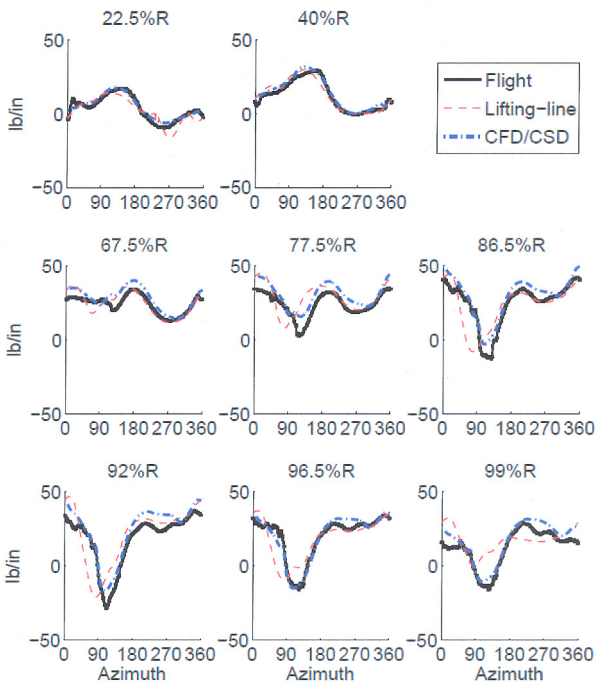 22.5%R 40%R
50 50
Flight
lb/in 0 0 Lifting-line
CFD/CSD
-50 -50
0 90 180 270 360 0 90 180 270 360
67.5%R 77.5%R 86.5%R
50 50 50
lb/in 0 0 0
-50 -50 -50
0 90 180 270 360 0 90 180 270 360 0 90 180 270 360
92%R 96.5%R 99%R
50 50 50
lb/in 0 0 0
-50 -50 -50
0 90 180 270 360 0 90 180 270 360 0 90 180 270 360
Azimuth Azimuth Azimuth